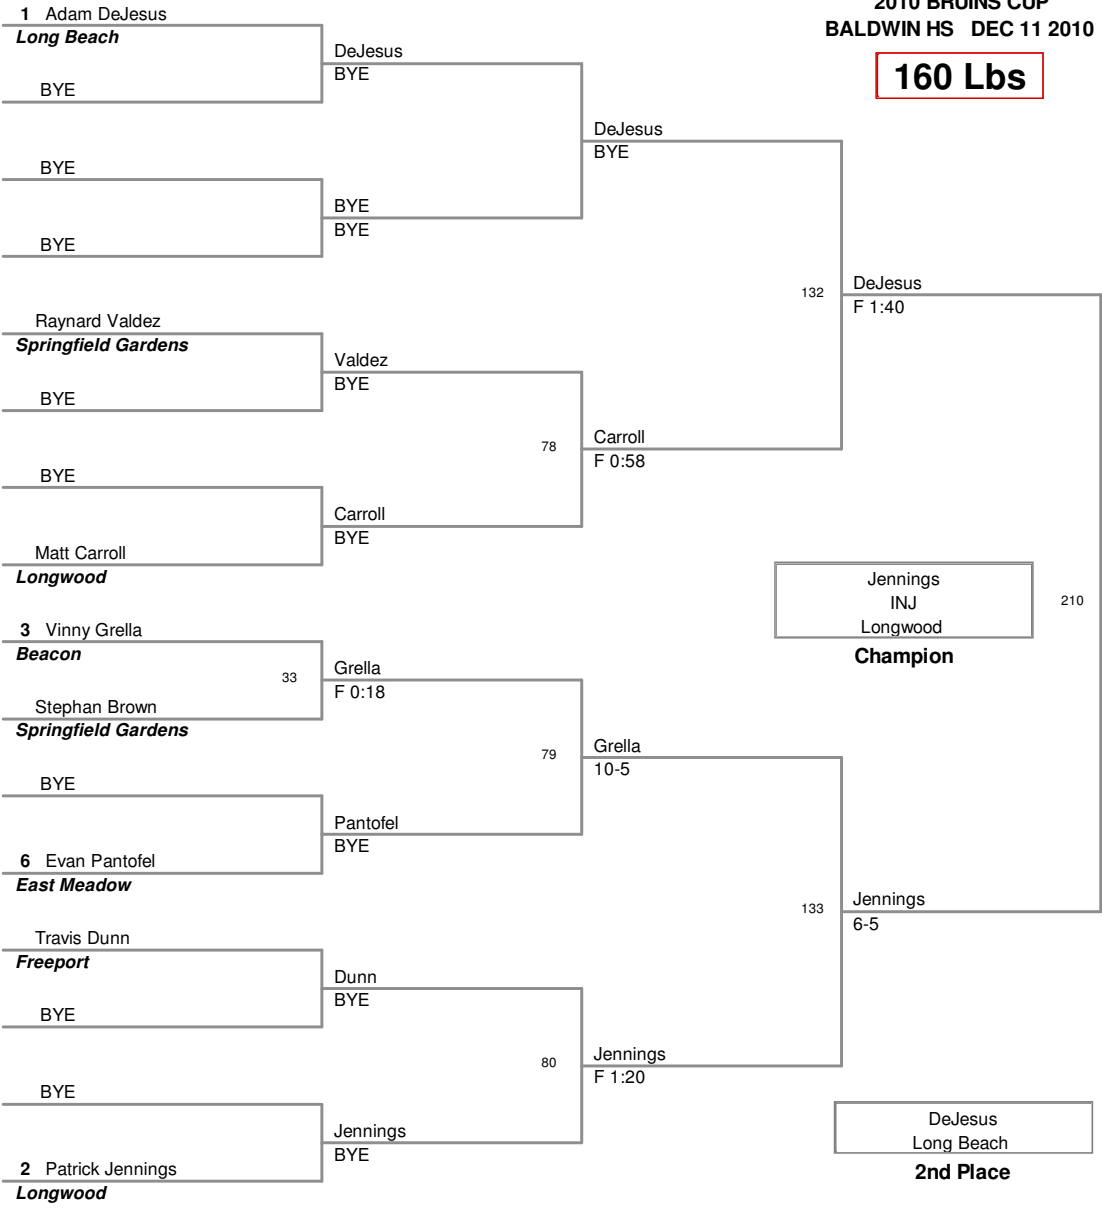 2010 BRUINS CUP
BALDWIN HS DEC 11 2010
160 Lbs
1 Adam DeJesus
Long Beach
BYE
BYE
BYE
Raynard Valdez
Springfield Gardens
BYE
BYE
Matt Carroll
Longwood
3 Vinny Grella
Beacon
33
Stephan Brown
Springfield Gardens
BYE
6 Evan Pantofel
East Meadow
Travis Dunn
Freeport
BYE
BYE
2 Patrick Jennings
Longwood
DeJesus
BYE
BYE
BYE
Valdez
BYE
78
Carroll
BYE
Grella
F 0:18
79
Pantofel
BYE
Dunn
BYE
80
Jennings
BYE
DeJesus
BYE
132
Carroll
F 0:58
Grella
10-5
133
Jennings
F 1:20
DeJesus
F 1:40
210
Jennings
6-5
Jennings
INJ
Longwood
Champion
DeJesus
Long Beach
2nd Place